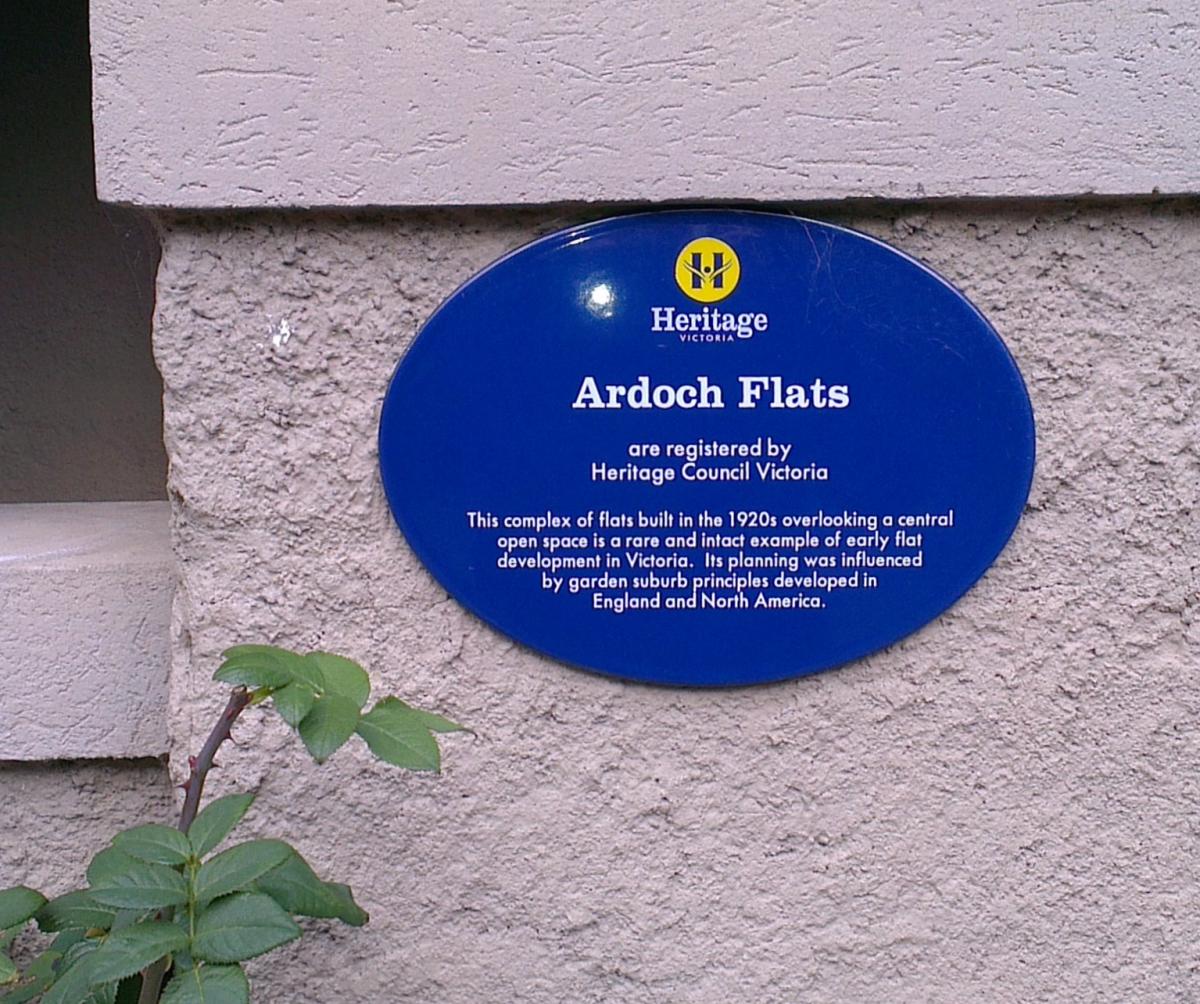 H
Heritage
VICTORIA
Ardoch Flats
are registered by
Heritage Council Victoria
This complex of flats built in the 1920s overlooking a central
open space is a rare and intact example of early flat
development in Victoria. Its planning was influenced
by garden suburb principles developed in
England and North America.